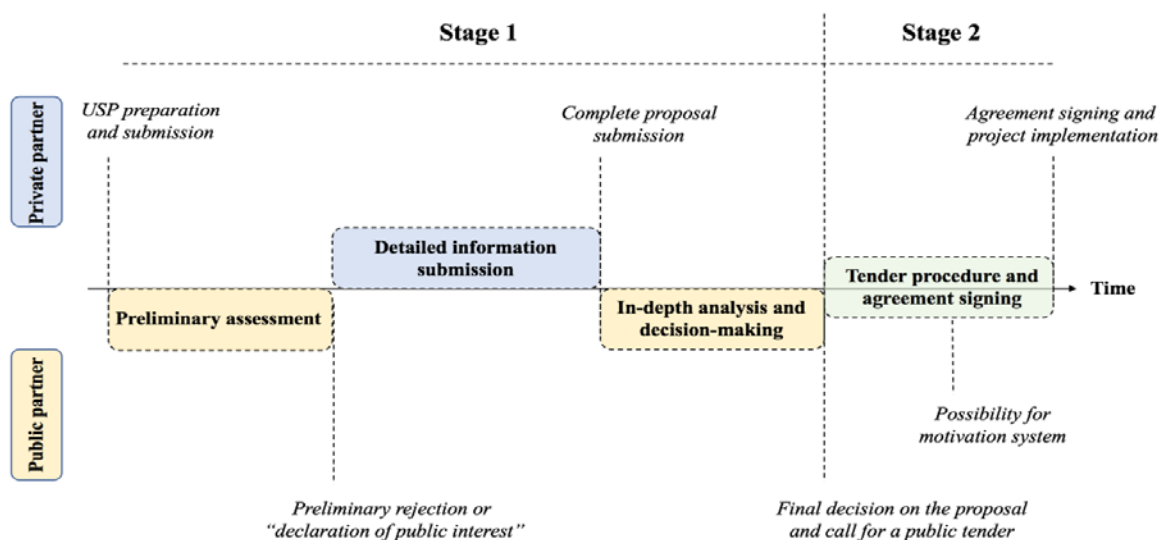 Stage 1
Stage 2
Private partner
USP preparation
and submission
Complete proposal
submission
Agreement signing and
project implementation
Detailed information
submission
Tender procedure and
agreement signing
Time
Preliminary assessment
In-depth analysis and
decision-making
Public partner
Possibility for
motivation system
Preliminary rejection or
“declaration of public interest”
Final decision on the proposal
and call for a public tender